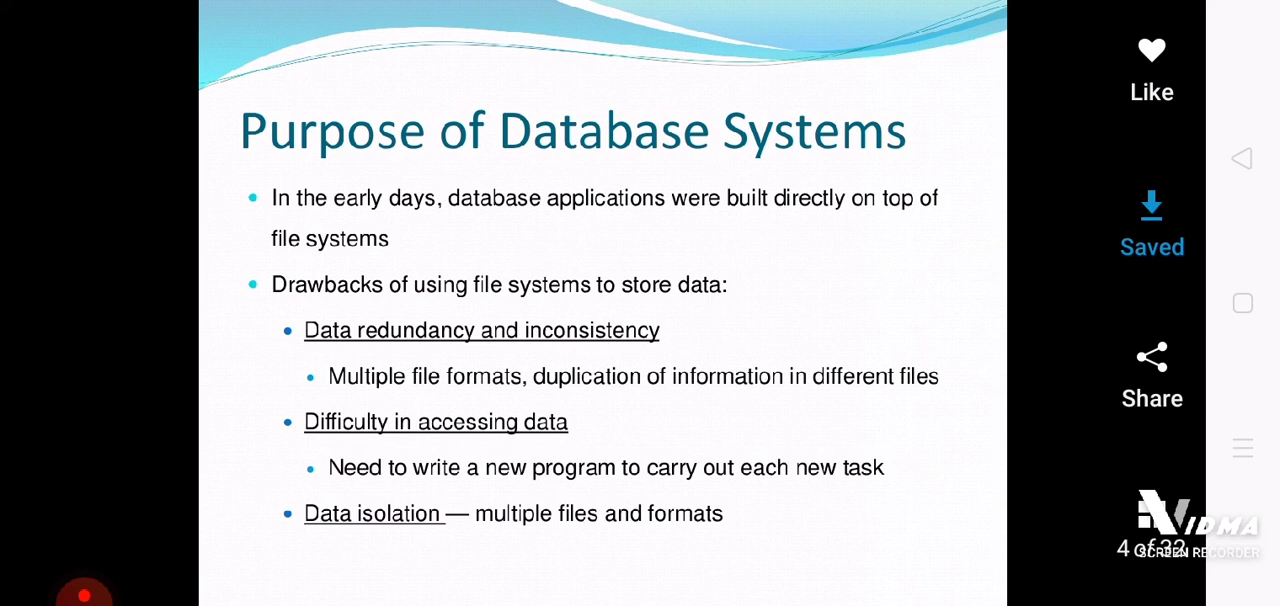 Purpose of Database Systems
In the early days, database applications were built directly on top of
file systems
Drawbacks of using file systems to store data:
Data redundancy and inconsistency
Multiple file formats, duplication of information in different files
Difficulty in accessing data
Need to write a new program to carry out each new task
Data isolation — multiple files and formats
Like
Saved
Share
VIDMA
4 of 32
SCREEN RECORDER